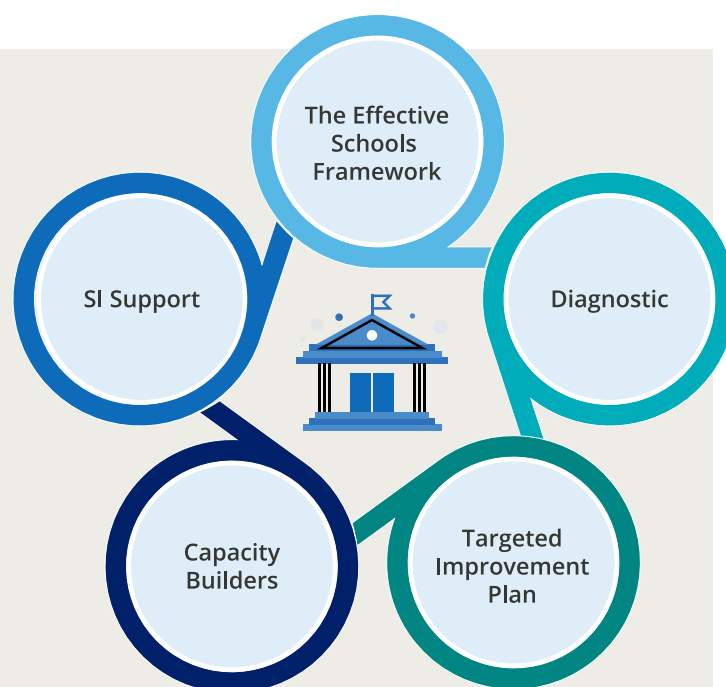 The Effective
Schools
Framework
SI Support
Diagnostic
Capacity
Builders
Targeted
Improvement
Plan